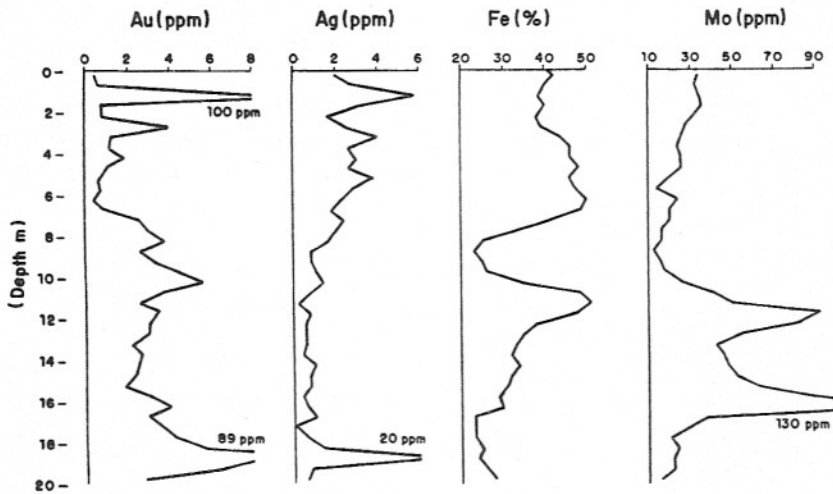 Au (ppm) Ag (ppm) Fe (%) Mo (ppm)
0 2 4 6 8 0 2 4 6 20 30 40 50 10 30 50 70 90
0
100 ppm
2
4
6
8
(Depth m)
10
12
14
16
130 ppm
18
89 ppm 20 ppm
20